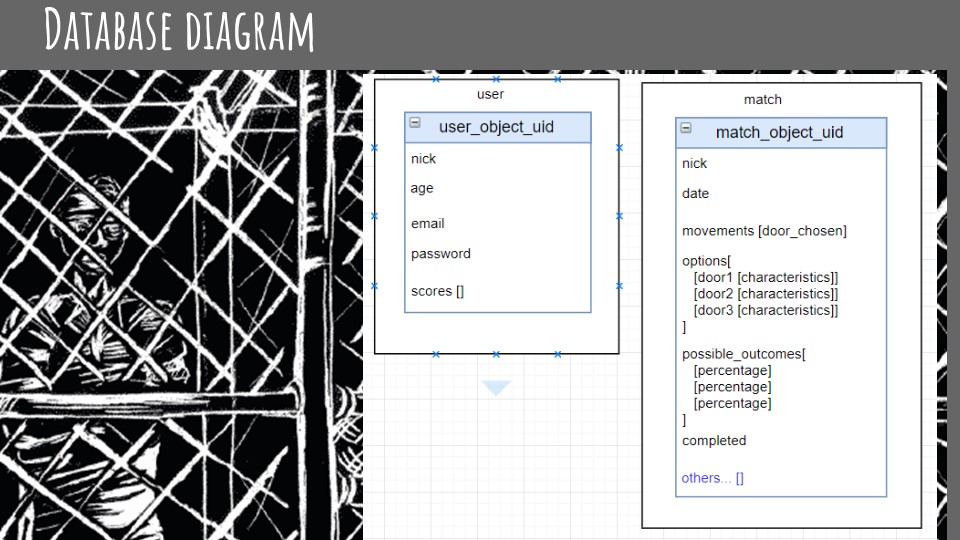 Database diagram
user
user_object_uid
nick
age
email
password
scores []
match
match_object_uid
nick
date
movements [door_chosen]
options[
[door1 [characteristics]]
[door2 [characteristics]]
[door3 [characteristics]]
]
possible_outcomes[
[percentage]
[percentage]
[percentage]
]
completed
others... []